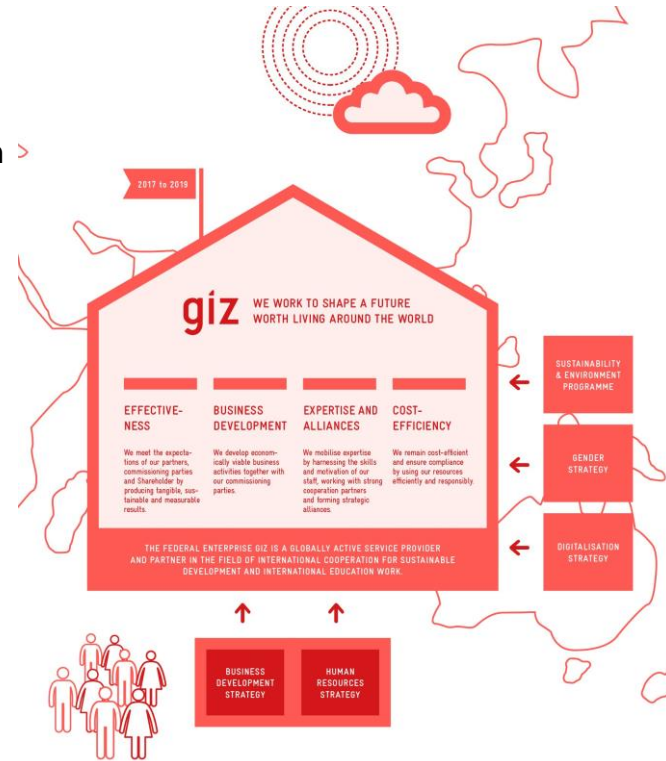 2017 to 2019
giz
WE WORK TO SHAPE A FUTURE
WORTH LIVING AROUND THE WORLD
EFFECTIVE-
NESS
We meet the expecta-
tions of our partners,
commissioning parties
and Shareholder by
producing tangible, sus-
tainable and measurable
results.
BUSINESS
DEVELOPMENT
We develop econom-
ically viable business
activities together with
our commissioning
parties.
EXPERTISE AND
ALLIANCES
We mobilise expertise
by harnessing the skills
and motivation of our
staff, working with strong
cooperation partners
and forming strategic
alliances.
COST-
EFFICIENCY
We remain cost-efficient
and ensure compliance
by using our resources
efficiently and responsibly
THE FEDERAL ENTERPRISE GIZ IS A GLOBALLY ACTIVE SERVICE PROVIDER
AND PARTNER IN THE FIELD OF INTERNATIONAL COOPERATION FOR SUSTAINABLE
DEVELOPMENT AND INTERNATIONAL EDUCATION WORK.
SUSTAINABILITY
& ENVIRONMENT
PROGRAMME
GENDER
STRATEGY
DIGITALISATION
STRATEGY
BUSINESS
DEVELOPMENT
STRATEGY
HUMAN
RESOURCES
STRATEGY